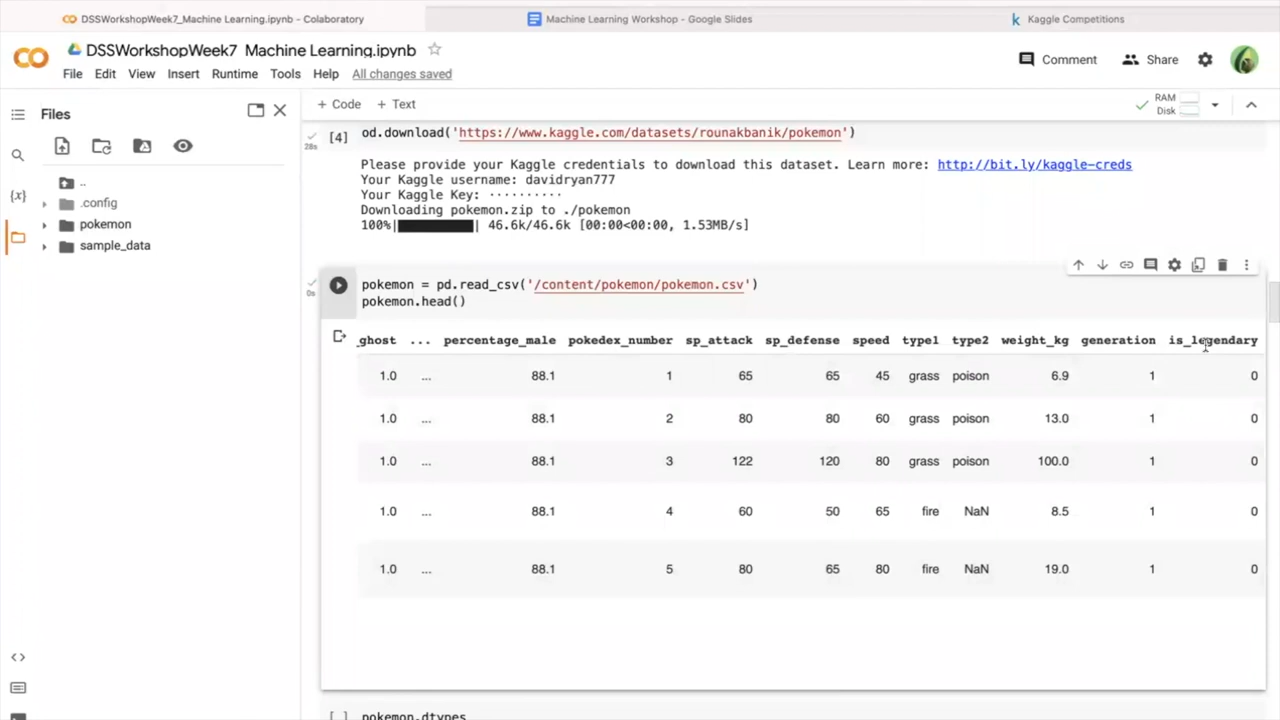 DSSWorkshopWeek7_Machine Learning.ipynb - Colaboratory
Machine Learning Workshop - Google Slides
Kaggle Competitions
DSSWorkshopWeek7 Machine Learning.ipynb
Comment
Share
File Edit View Insert Runtime Tools Help All changes saved
Files
+ Code + Text
RAM
Disk
..
.config
pokemon
sample_data
{x}
[4] od.download('https://www.kaggle.com/datasets/rounakbanik/pokemon')
28s
Please provide your Kaggle credentials to download this dataset. Learn more: http://bit.ly/kaggle-creds
Your Kaggle username: davidryan777
Your Kaggle Key: ··········
Downloading pokemon.zip to ./pokemon
100%| | 46.6k/46.6k [00:00<00:00, 1.53MB/s]
0s
pokemon = pd.read_csv('/content/pokemon/pokemon.csv')
pokemon.head()
_ghost ... percentage_male pokedex_number sp_attack sp_defense speed type1 type2 weight_kg generation is_legendary
1.0 ... 88.1 1 65 65 45 grass poison 6.9 1 0
1.0 ... 88.1 2 80 80 60 grass poison 13.0 1 0
1.0 ... 88.1 3 122 120 80 grass poison 100.0 1 0
1.0 ... 88.1 4 60 50 65 fire NaN 8.5 1 0
1.0 ... 88.1 5 80 65 80 fire NaN 19.0 1 0
[ ] pokemon.dtypes